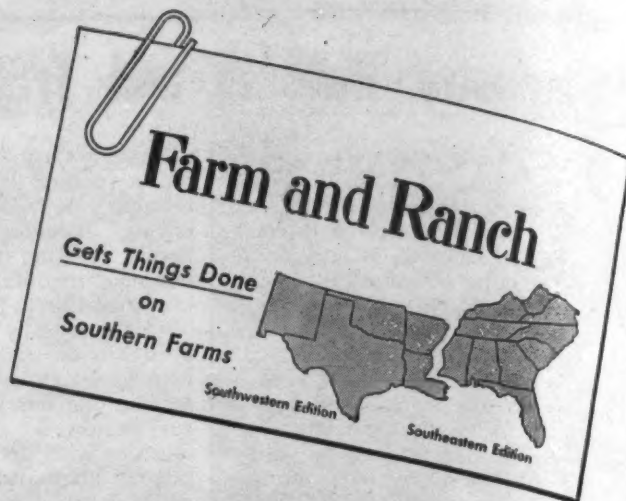 Farm and Ranch
Gets Things Done
on
Southern Farms
Southwestern Edition
Southeastern Edition